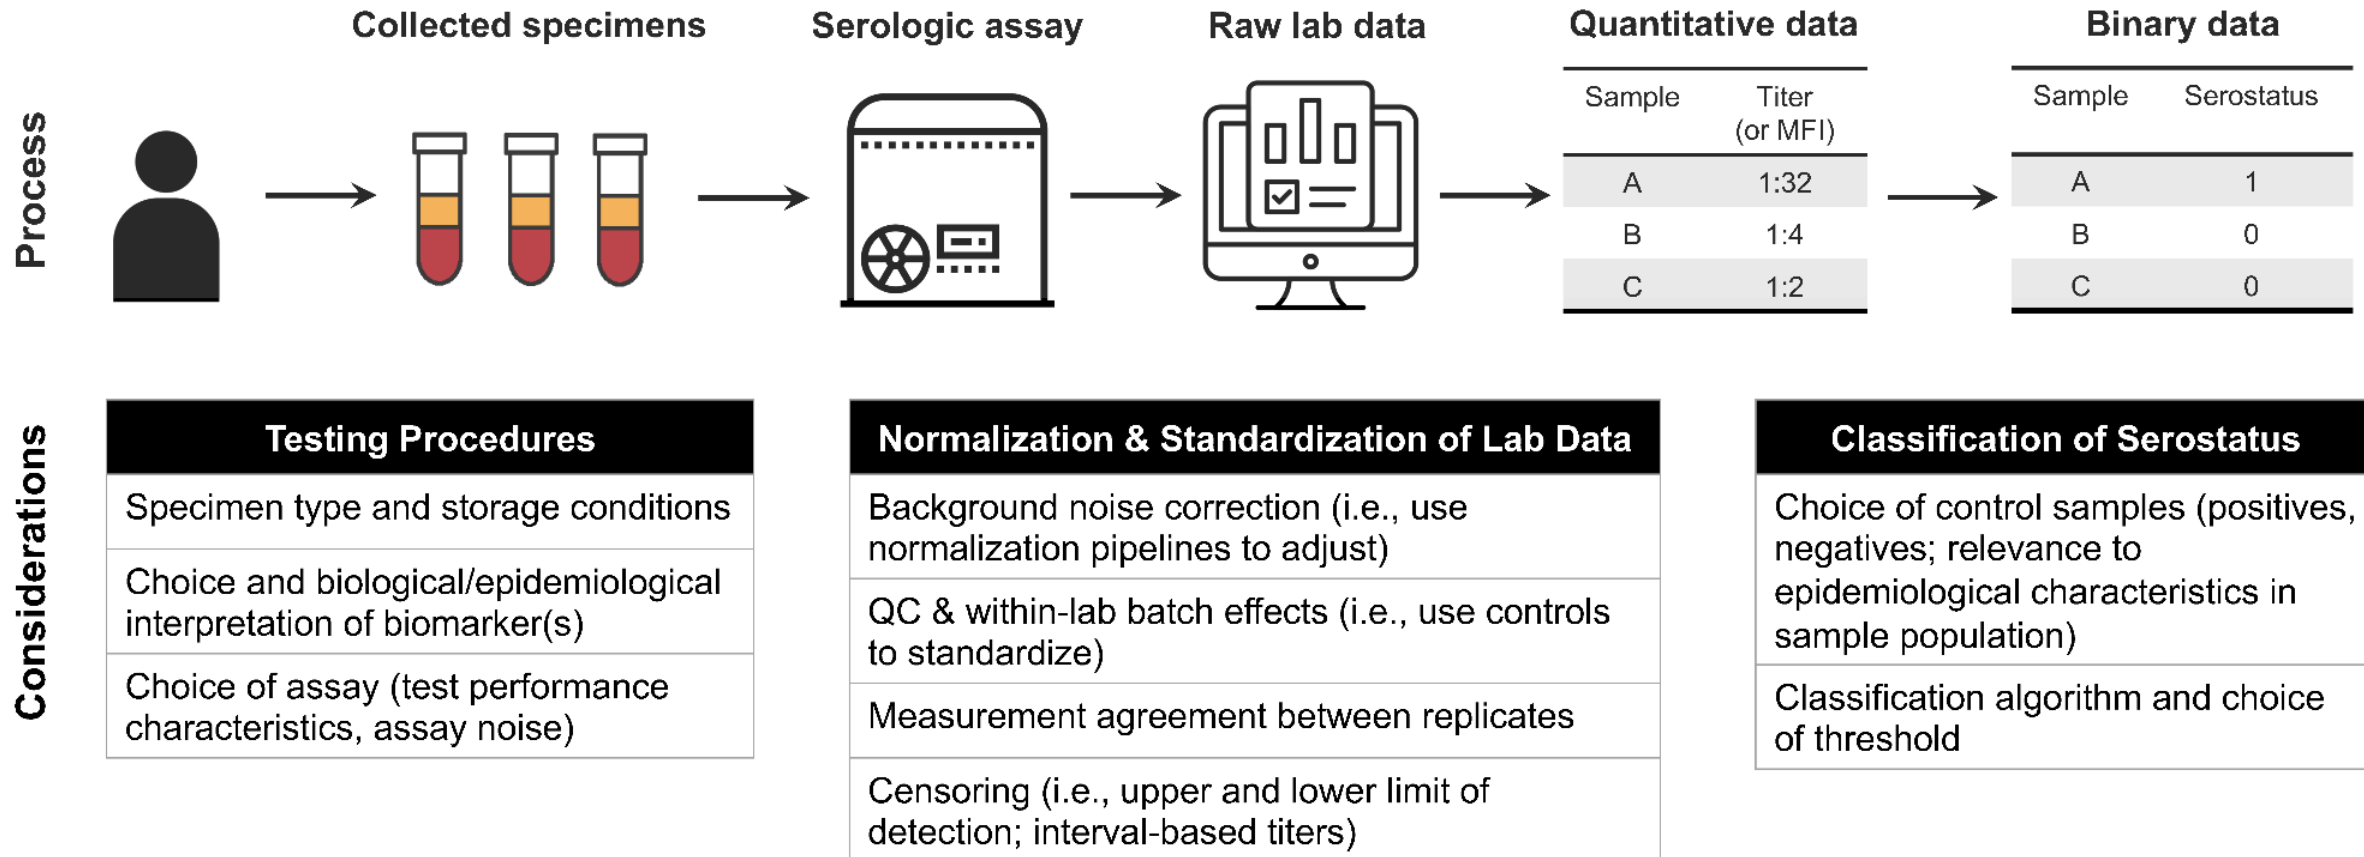 Collected specimens
Serologic assay
Raw lab data
Quantitative data
Binary data
Process
Sample Titer
(or MFI)
A 1:32
B 1:4
C 1:2
Sample Serostatus
A 1
B 0
C 0
Considerations
Testing Procedures
Specimen type and storage conditions
Choice and biological/epidemiological
interpretation of biomarker(s)
Choice of assay (test performance
characteristics, assay noise)
Normalization & Standardization of Lab Data
Background noise correction (i.e., use
normalization pipelines to adjust)
QC & within-lab batch effects (i.e., use controls
to standardize)
Measurement agreement between replicates
Censoring (i.e., upper and lower limit of
detection; interval-based titers)
Classification of Serostatus
Choice of control samples (positives,
negatives; relevance to
epidemiological characteristics in
sample population)
Classification algorithm and choice
of threshold